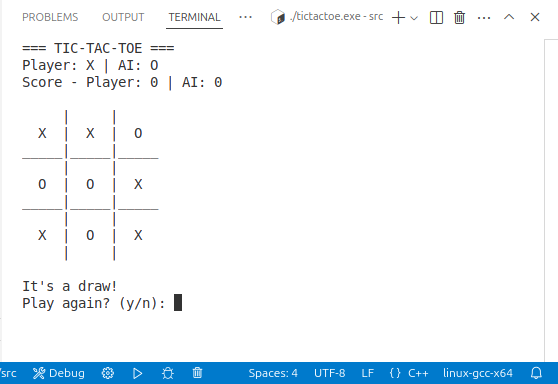 PROBLEMS OUTPUT TERMINAL ··· ./tictactoe.exe - src
=== TIC-TAC-TOE ===
Player: X | AI: O
Score - Player: 0 | AI: 0
X | X | O
O | O | X
X | O | X
It's a draw!
Play again? (y/n):
/src Debug Spaces: 4 UTF-8 LF {} C++ linux-gcc-x64